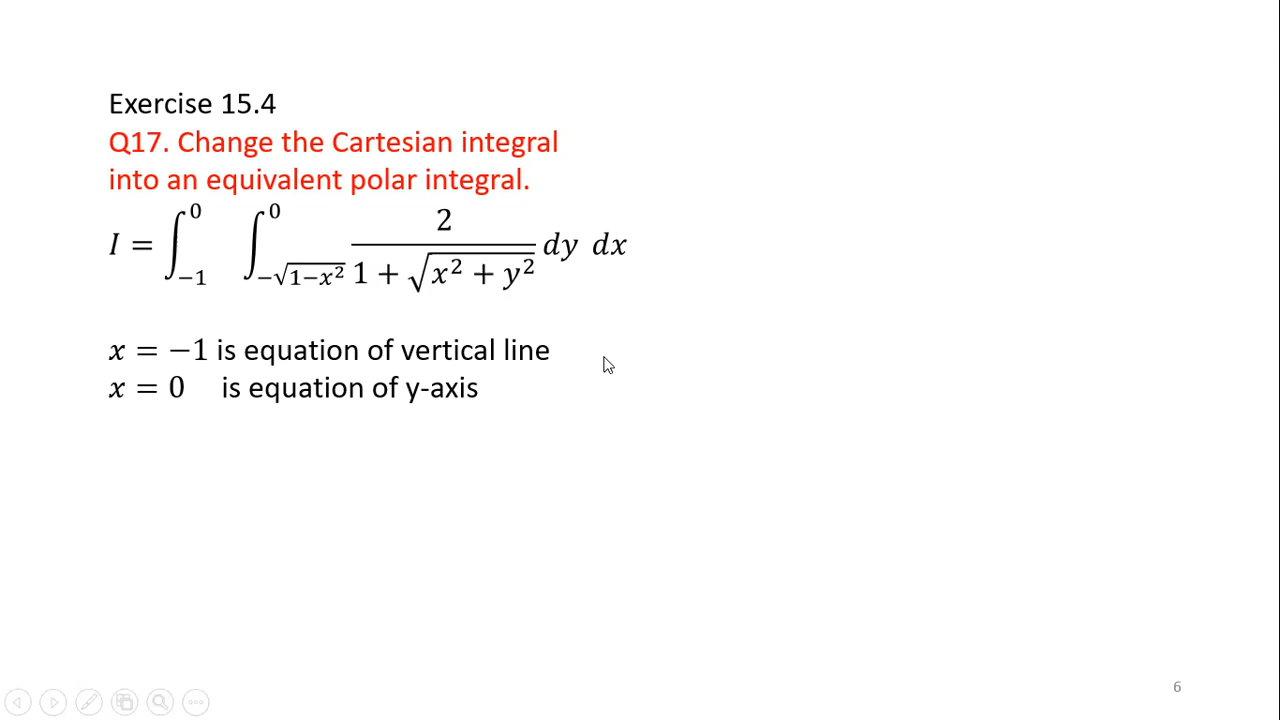 Exercise 15.4
Q17. Change the Cartesian integral
into an equivalent polar integral.
I = ∫_{−1}^{0} ∫_{−√(1−x²)}^{0} 2/(1 + √(x² + y²)) dy dx
x = −1 is equation of vertical line
x = 0 is equation of y-axis
6